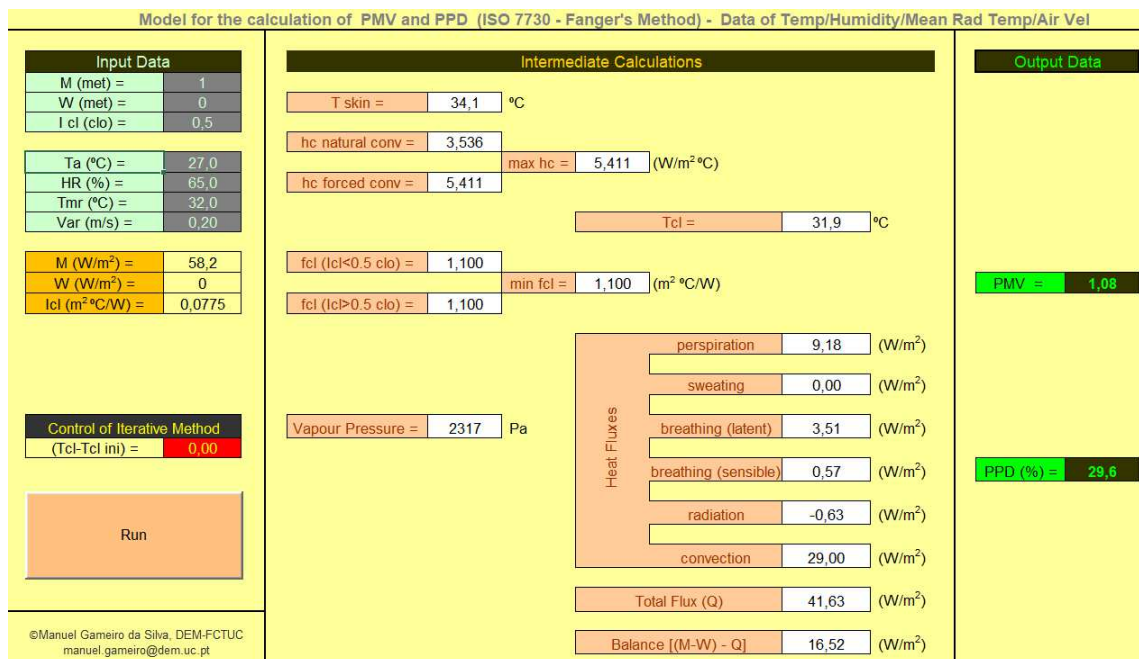 Model for the calculation of PMV and PPD (ISO 7730 - Fanger's Method) - Data of Temp/Humidity/Mean Rad Temp/Air Vel
Input Data
M (met) = 1
W (met) = 0
I cl (clo) = 0,5
Ta (ºC) = 27,0
HR (%) = 65,0
Tmr (ºC) = 32,0
Var (m/s) = 0,20
M (W/m²) = 58,2
W (W/m²) = 0
Icl (m² ºC/W) = 0,0775
Control of Iterative Method
(Tcl-Tcl ini) = 0,00
Run
©Manuel Gameiro da Silva, DEM-FCTUC
manuel.gameiro@dem.uc.pt
Intermediate Calculations
T skin = 34,1 ºC
hc natural conv = 3,536
max hc = 5,411 (W/m² ºC)
hc forced conv = 5,411
Tcl = 31,9 ºC
fcl (Icl<0.5 clo) = 1,100
min fcl = 1,100 (m² ºC/W)
fcl (Icl>0.5 clo) = 1,100
Vapour Pressure = 2317 Pa
Heat Fluxes
perspiration 9,18 (W/m²)
sweating 0,00 (W/m²)
breathing (latent) 3,51 (W/m²)
breathing (sensible) 0,57 (W/m²)
radiation -0,63 (W/m²)
convection 29,00 (W/m²)
Total Flux (Q) 41,63 (W/m²)
Balance [(M-W) - Q] 16,52 (W/m²)
Output Data
PMV = 1,08
PPD (%) = 29,6